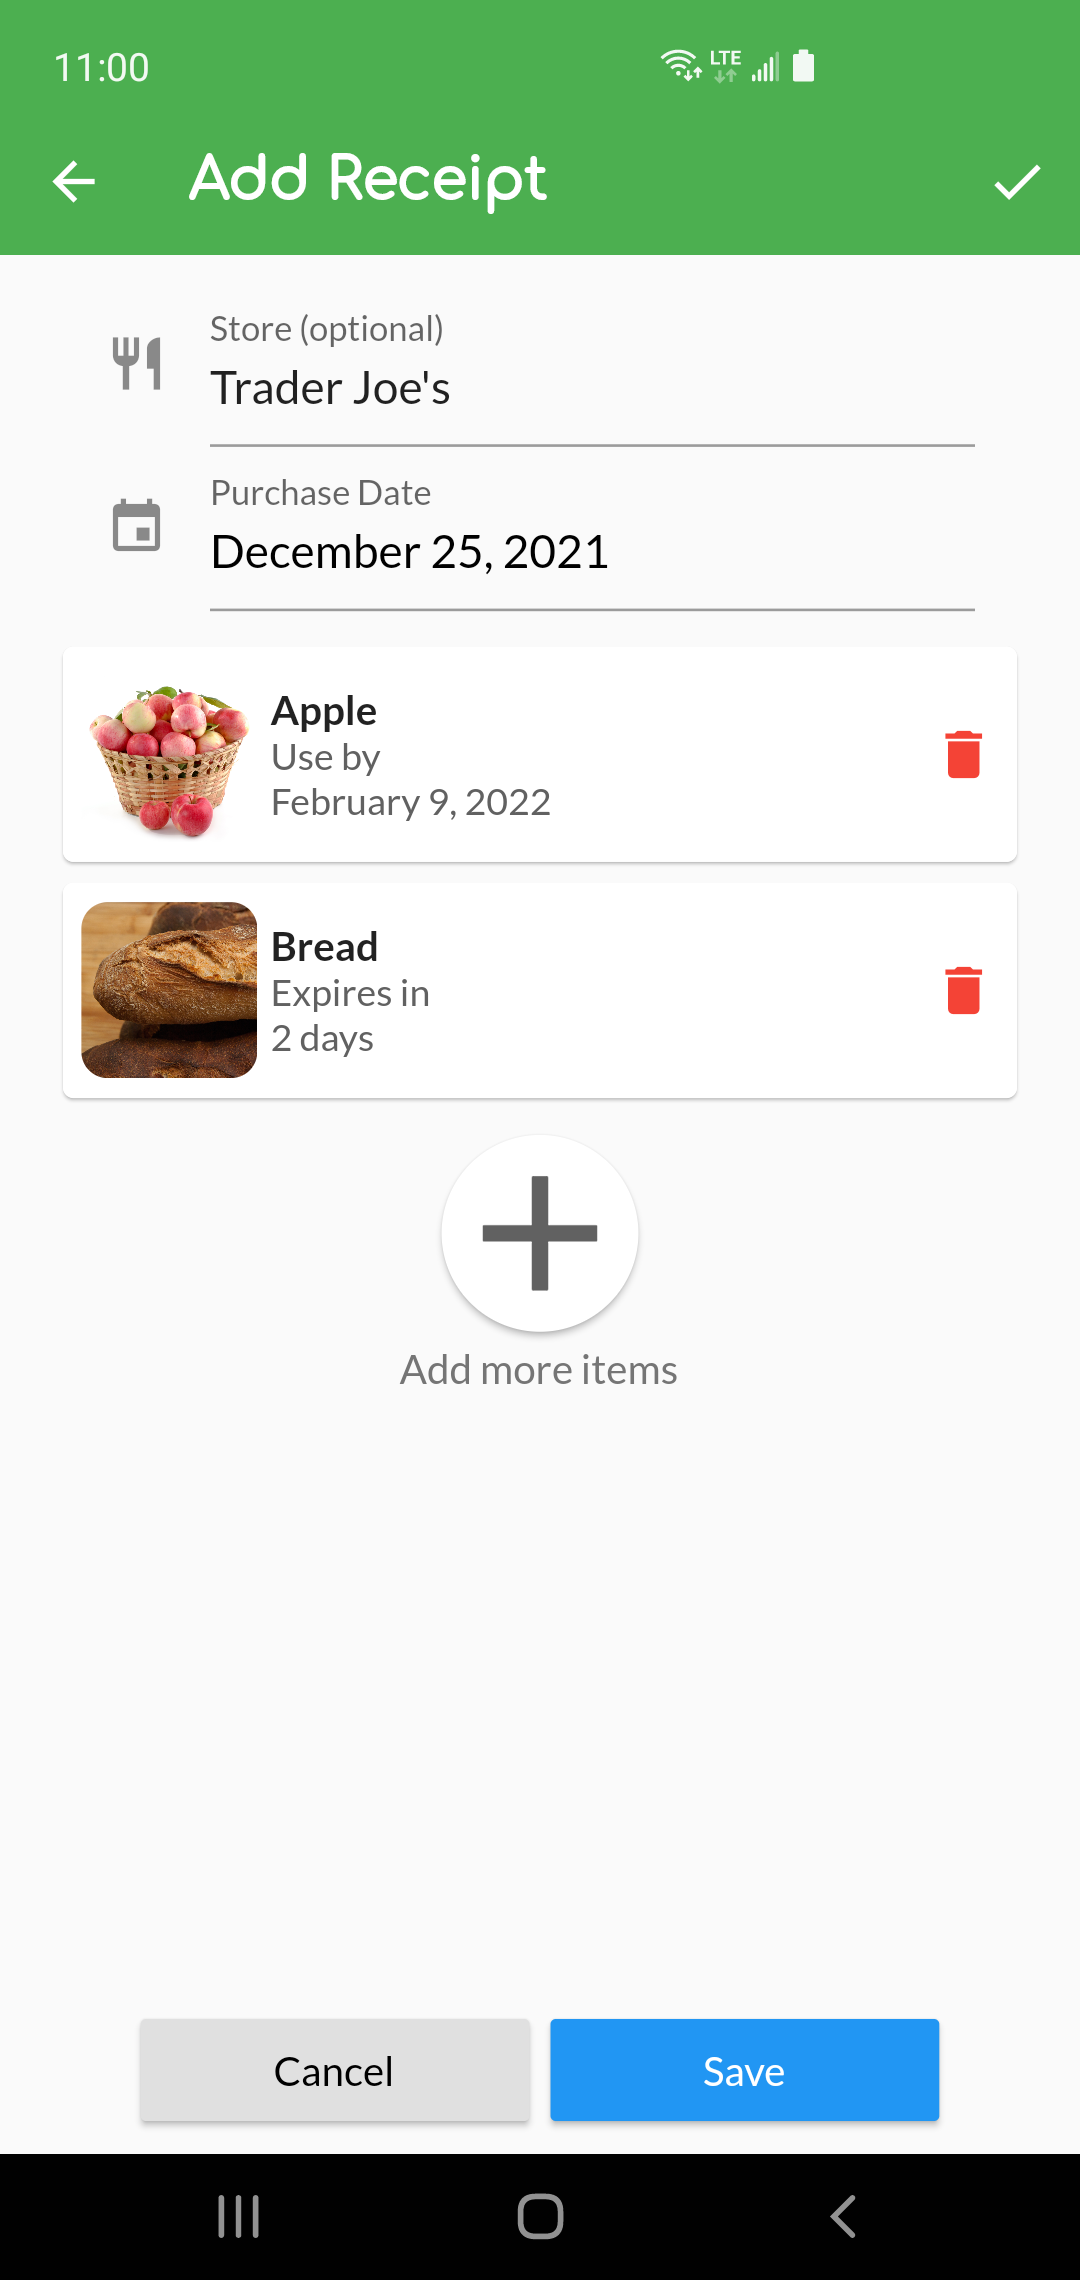 11:00
LTE
Add Receipt
Store (optional)
Trader Joe's
Purchase Date
December 25, 2021
Apple
Use by
February 9, 2022
Bread
Expires in
2 days
Add more items
Cancel
Save